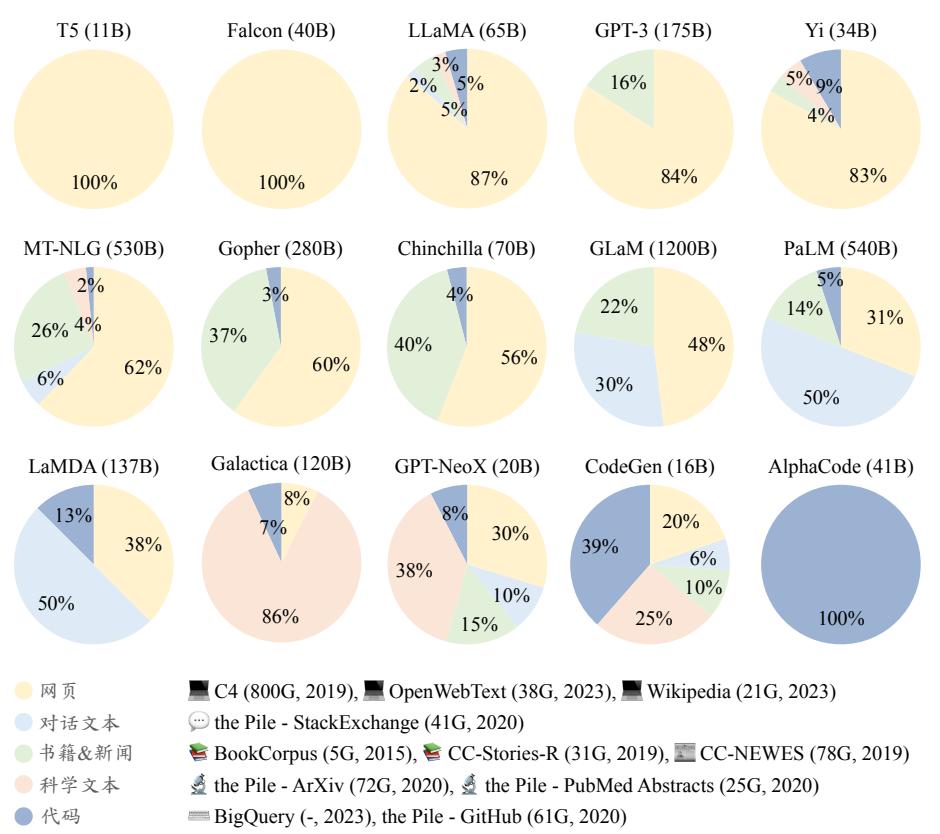 T5 (11B) Falcon (40B) LLaMA (65B) GPT-3 (175B) Yi (34B)
100%
100%
2% 3% 5% 5% 87%
16% 84%
5% 9% 4% 83%
MT-NLG (530B) Gopher (280B) Chinchilla (70B) GLaM (1200B) PaLM (540B)
2% 26% 4% 6% 62%
3% 37% 60%
4% 40% 56%
22% 48% 30%
5% 14% 31% 50%
LaMDA (137B) Galactica (120B) GPT-NeoX (20B) CodeGen (16B) AlphaCode (41B)
13% 38% 50%
8% 7% 86%
8% 30% 38% 10% 15%
39% 20% 6% 10% 25%
100%
网页 C4 (800G, 2019), OpenWebText (38G, 2023), Wikipedia (21G, 2023)
对话文本 the Pile - StackExchange (41G, 2020)
书籍&新闻 BookCorpus (5G, 2015), CC-Stories-R (31G, 2019), CC-NEWES (78G, 2019)
科学文本 the Pile - ArXiv (72G, 2020), the Pile - PubMed Abstracts (25G, 2020)
代码 BigQuery (-, 2023), the Pile - GitHub (61G, 2020)